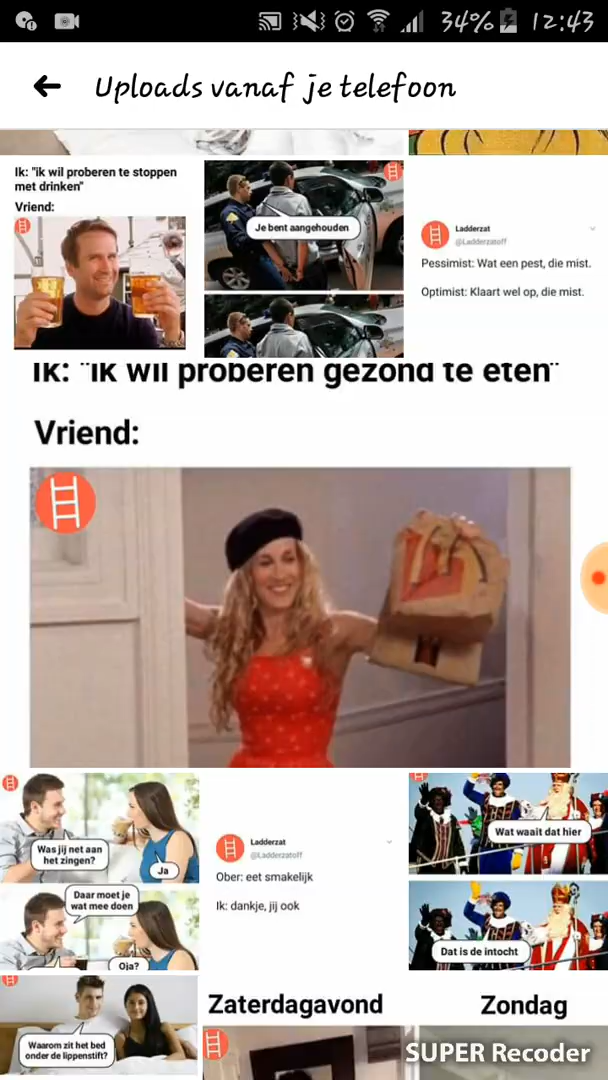 34% 12:43
Uploads vanaf je telefoon
Ik: "ik wil proberen te stoppen
met drinken"
Vriend:
Je bent aangehouden
Ladderzat
@Ladderzatoff
Pessimist: Wat een pest, die mist.
Optimist: Klaart wel op, die mist.
Ik: "ik wil proberen gezond te eten"
Vriend:
Was jij net aan
het zingen?
Ja
Daar moet je
wat mee doen
Oja?
Ladderzat
@Ladderzatoff
Ober: eet smakelijk
Ik: dankje, jij ook
Wat waait dat hier
Dat is de intocht
Waarom zit het bed
onder de lippenstift?
Zaterdagavond
Zondag
SUPER Recoder